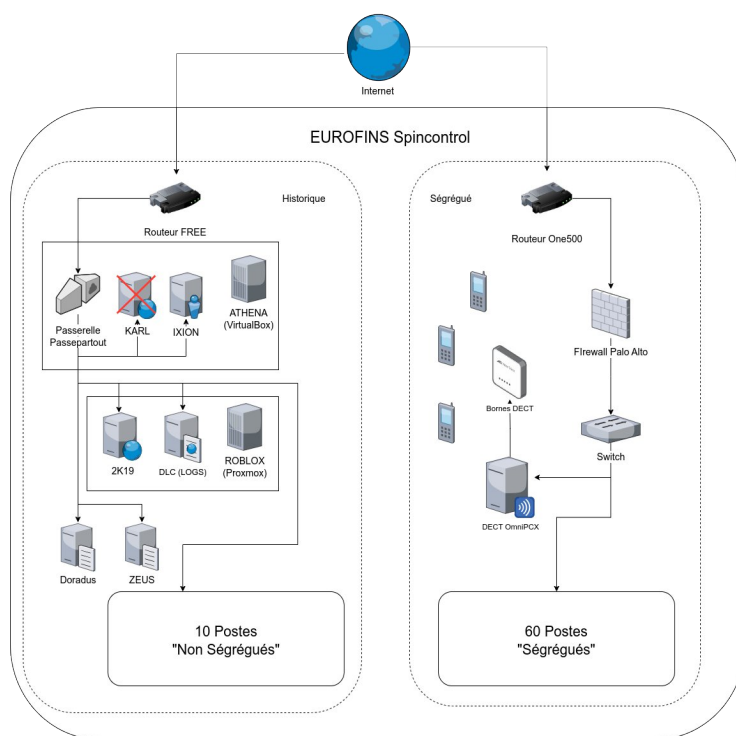 Internet
EUROFINS Spincontrol
Historique
Routeur FREE
Passerelle
Passepartout
KARL
IXION
ATHENA
(VirtualBox)
2K19
DLC (LOGS)
ROBLOX
(Proxmox)
Doradus
ZEUS
10 Postes
"Non Ségrégués"
Ségrégué
Routeur One500
FIrewall Palo Alto
Bornes DECT
Switch
DECT OmniPCX
60 Postes
"Ségrégués"